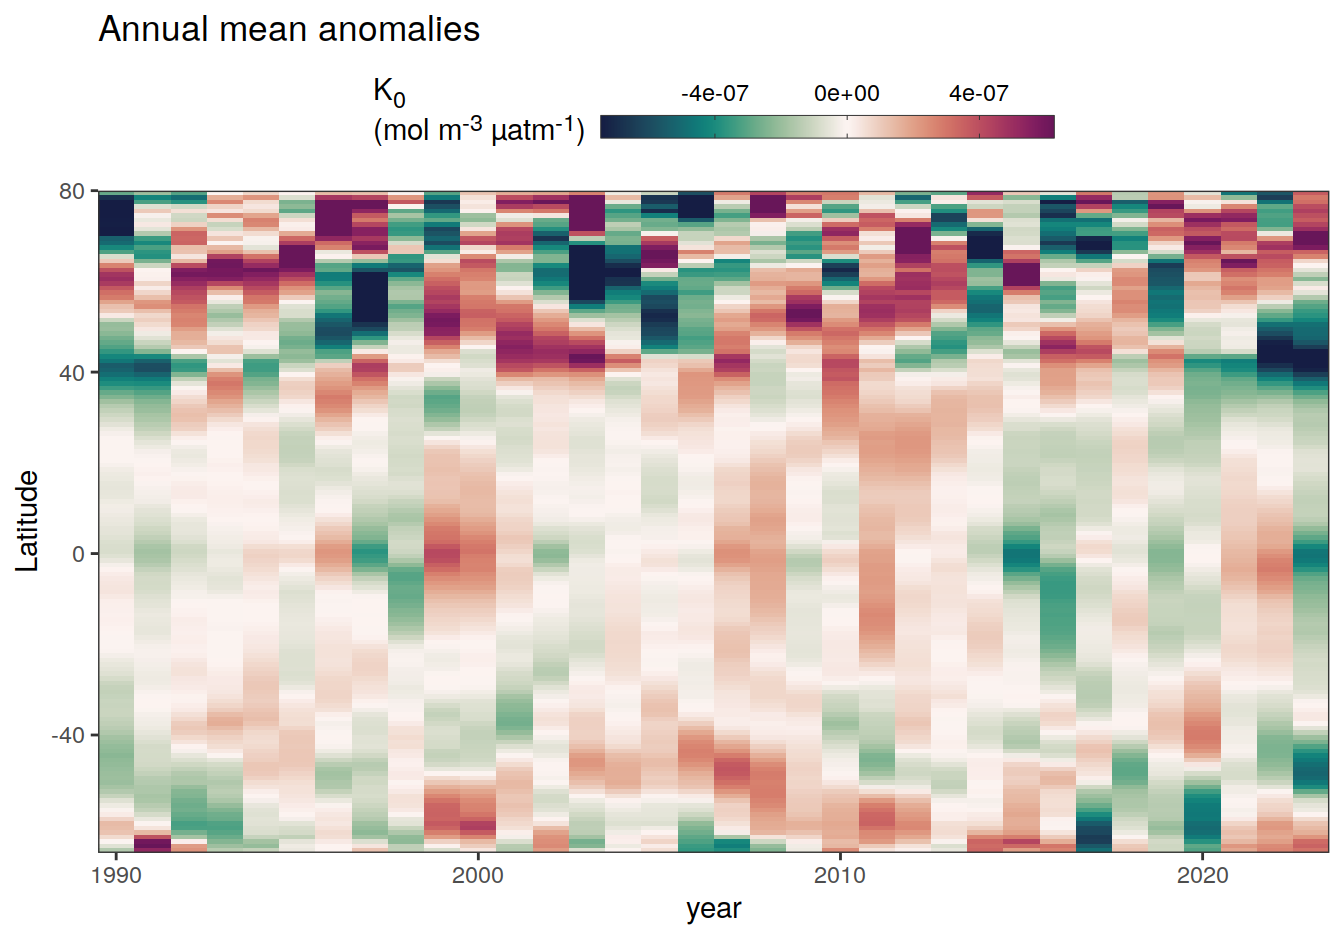 Annual mean anomalies
K0
(mol m-3 µatm-1)
-4e-07 0e+00 4e-07
Latitude
80
40
0
-40
1990 2000 2010 2020
year